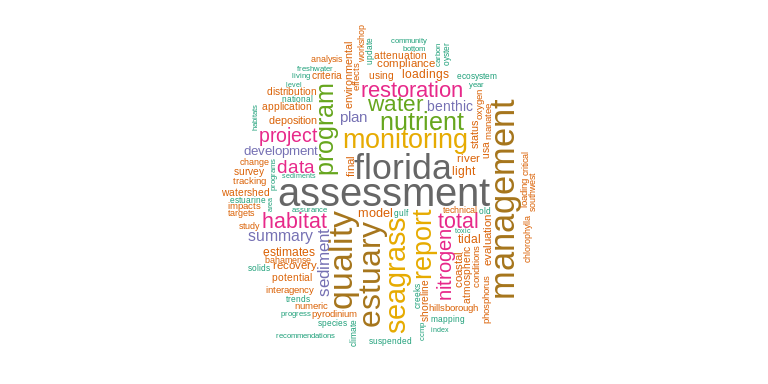 community
bottom
workshop
update
carbon
oyster
analysis
attenuation
compliance
freshwater
living
level
criteria
environmental
effects
using
loadings
ecosystem
year
distribution
national
application
program
restoration
water
benthic
oxygen
manatee
habitats
deposition
plan
nutrient
status
usa
project
monitoring
development
final
florida
river
light
change
survey
tracking
programs
data
sediments
assessment
management
loading
critical
southwest
watershed
estuarine
impacts
targets
area
assurance
model
gulf
technical
old
study
habitat
total
toxic
summary
quality
estuary
seagrass
report
nitrogen
tidal
evaluation
chlorophylla
estimates
bahamense
solids
recovery
sediment
coastal
atmospheric
conditions
potential
interagency
trends
numeric
progress
pyrodinium
species
climate
creeks
shoreline
hillsborough
phosphorus
mapping
index
ccmp
recommendations
suspended